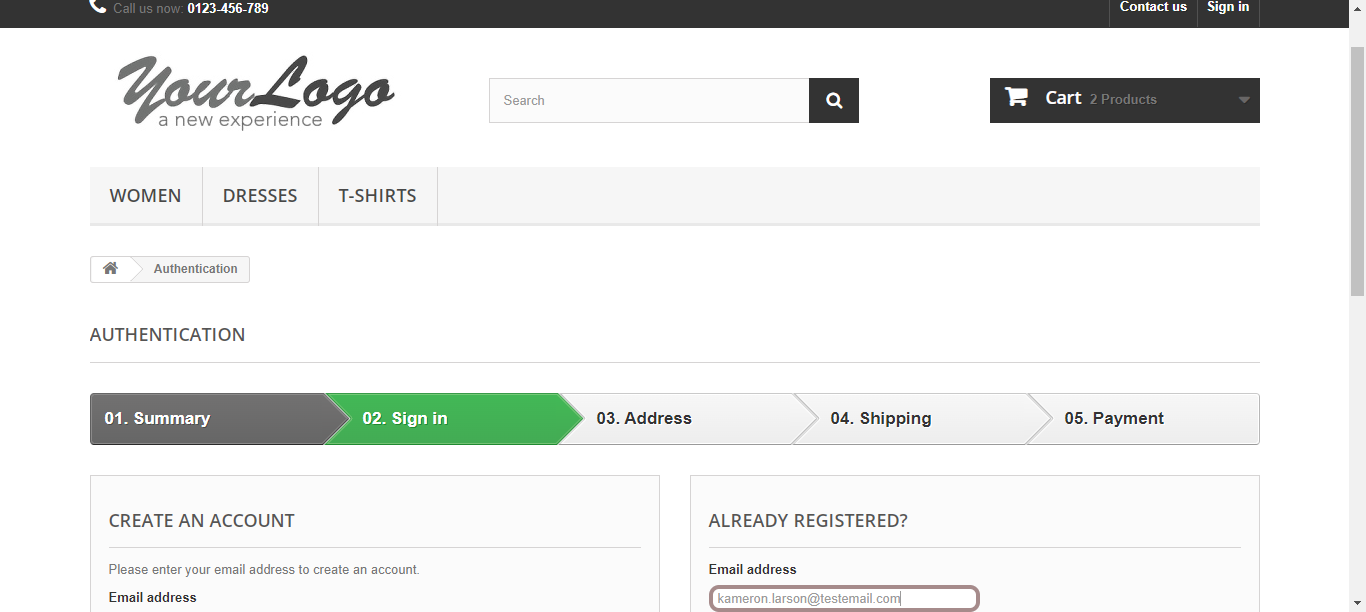 Call us now: 0123-456-789
Contact us
Sign in
YourLogo
a new experience
Search
Cart 2 Products
WOMEN
DRESSES
T-SHIRTS
Authentication
AUTHENTICATION
01. Summary
02. Sign in
03. Address
04. Shipping
05. Payment
CREATE AN ACCOUNT
Please enter your email address to create an account.
Email address
ALREADY REGISTERED?
Email address
kameron.larson@testemail.com